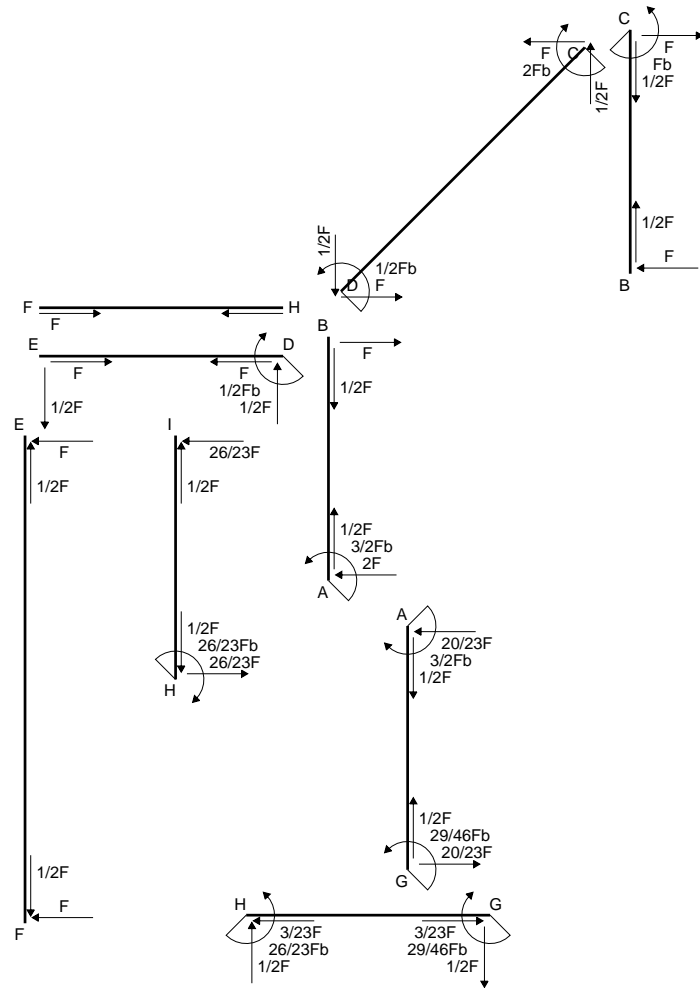 C
F
Fb
1/2F
1/2F
F
B
F
C
2Fb
1/2F
1/2F
1/2Fb
D
F
F
H
F
E
D
F
F
1/2Fb
1/2F
1/2F
B
F
1/2F
1/2F
3/2Fb
2F
A
E
F
1/2F
1/2F
F
F
I
26/23F
1/2F
1/2F
26/23Fb
26/23F
H
A
20/23F
3/2Fb
1/2F
1/2F
29/46Fb
20/23F
G
H
G
3/23F
26/23Fb
1/2F
3/23F
29/46Fb
1/2F